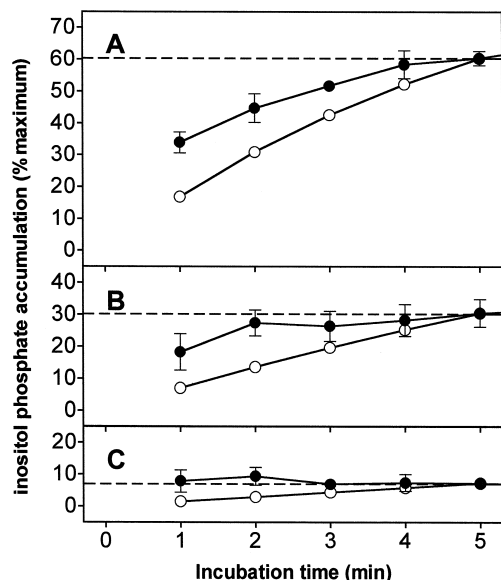 inositol phosphate accumulation (% maximum)
A
70
60
50
40
30
20
10
0
B
40
30
20
10
0
C
20
10
0
0 1 2 3 4 5
Incubation time (min)